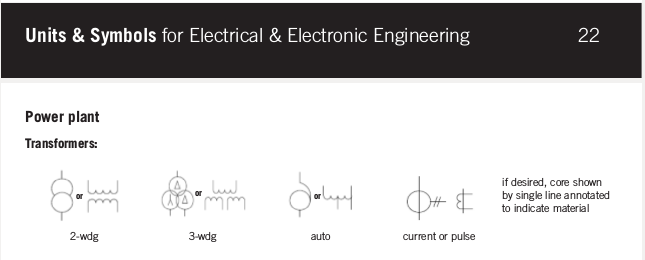 Units & Symbols for Electrical & Electronic Engineering 22
Power plant
Transformers:
or
or
or
if desired, core shown
by single line annotated
to indicate material
2-wdg
3-wdg
auto
current or pulse